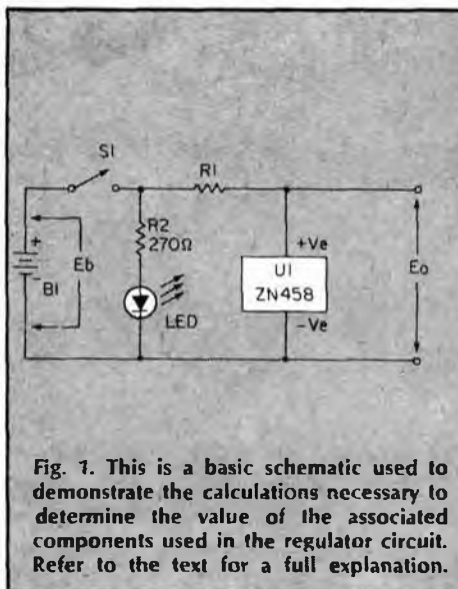 S1
R1
R2
270Ω
+
Eb
-
B1
LED
+Ve
U1
ZN458
-Ve
Eo
Fig. 1. This is a basic schematic used to
demonstrate the calculations necessary to
determine the value of the associated
components used in the regulator circuit.
Refer to the text for a full explanation.